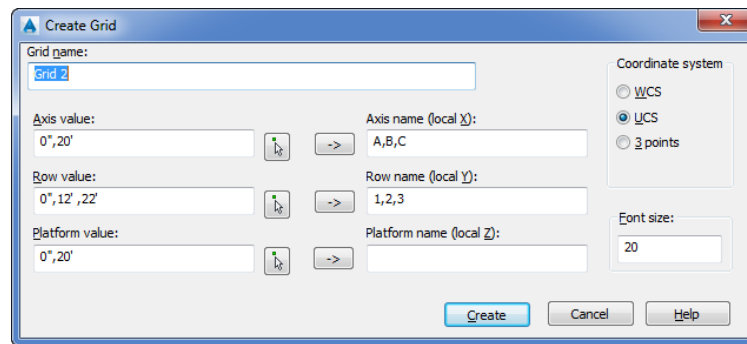 Create Grid
Grid name:
Grid 2
Coordinate system
WCS
UCS
3 points
Axis value:
Axis name (local X):
0",20'
->
A,B,C
Row value:
Row name (local Y):
0",12' ,22'
->
1,2,3
Platform value:
Platform name (local Z):
0",20'
->
Font size:
20
Create
Cancel
Help